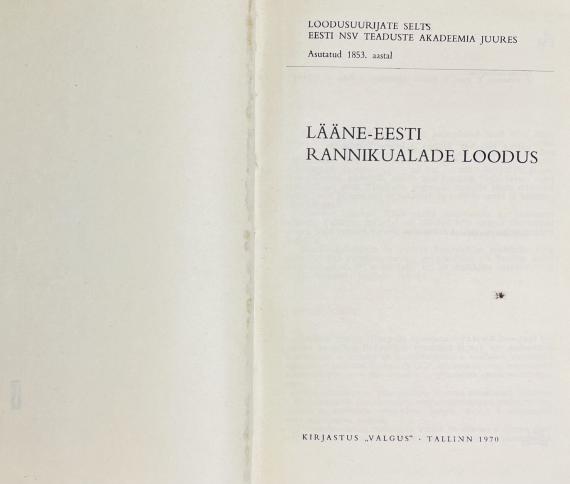 LOODUSUURIJATE SELTS
EESTI NSV TEADUSTE AKADEEMIA JUURES
Asutatud 1853. aastal
LÄÄNE-EESTI
RANNIKUALADE LOODUS
KIRJASTUS „VALGUS" · TALLINN 1970